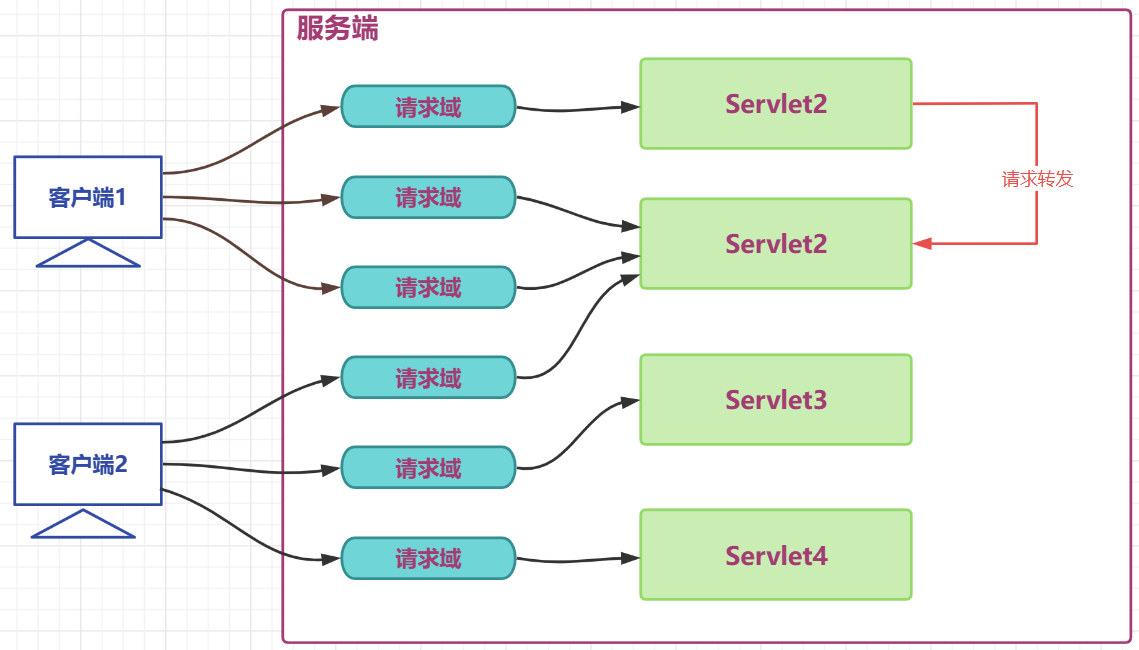 服务端
请求域
Servlet2
客户端1
请求域
请求转发
Servlet2
请求域
请求域
Servlet3
客户端2
请求域
请求域
Servlet4